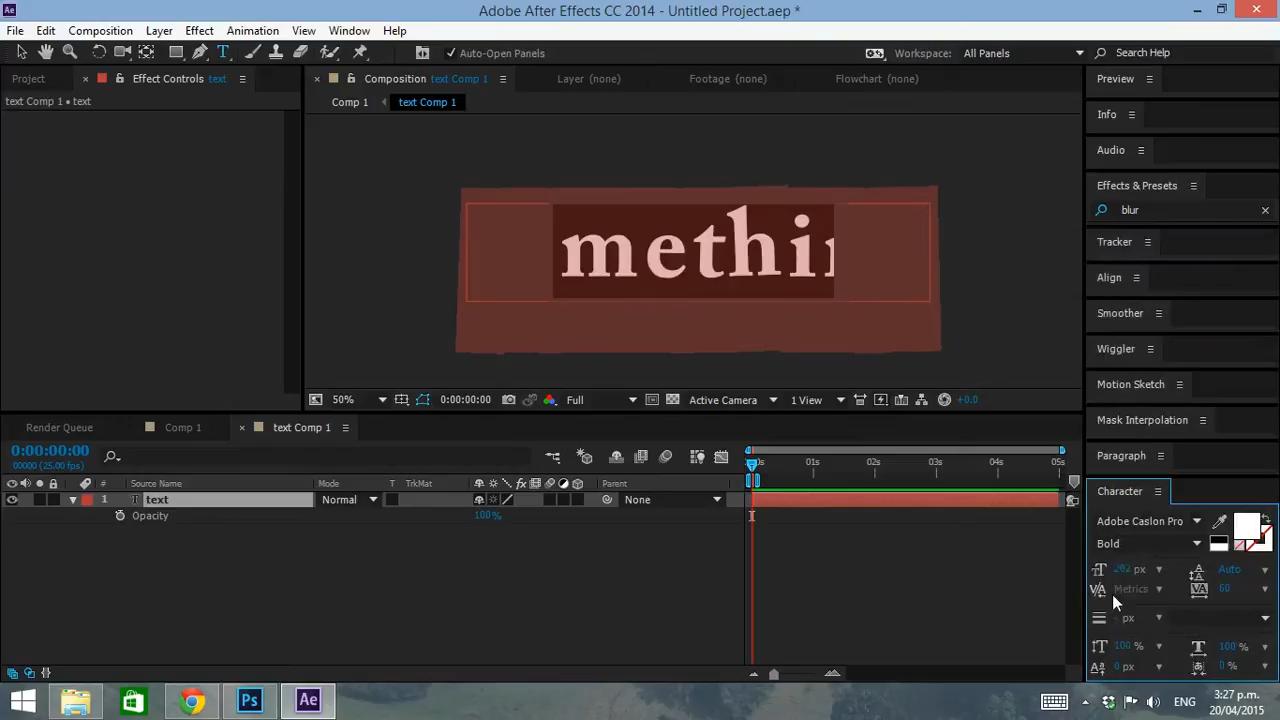 Adobe After Effects CC 2014 - Untitled Project.aep *
File Edit Composition Layer Effect Animation View Window Help
Auto-Open Panels Workspace: All Panels Search Help
Project Effect Controls text Composition text Comp 1 Layer (none) Footage (none) Flowchart (none) Preview
text Comp 1 • text Comp 1 text Comp 1
Info
Audio
Effects & Presets
blur
methi
Tracker
Align
Smoother
Wiggler
Motion Sketch
50% 0:00:00:00 Full Active Camera 1 View +0.0
Mask Interpolation
Render Queue Comp 1 text Comp 1
0:00:00:00
00000 (25.00 fps)
Paragraph
01s 02s 03s 04s 05s
# Source Name Mode T TrkMat Parent
Character
1 T text Normal None
Opacity 100%
Adobe Caslon Pro
Bold
202 px Auto
Metrics 60
px
100 % 100 %
0 px 0 %
Ps Ae
ENG
3:27 p.m.
20/04/2015